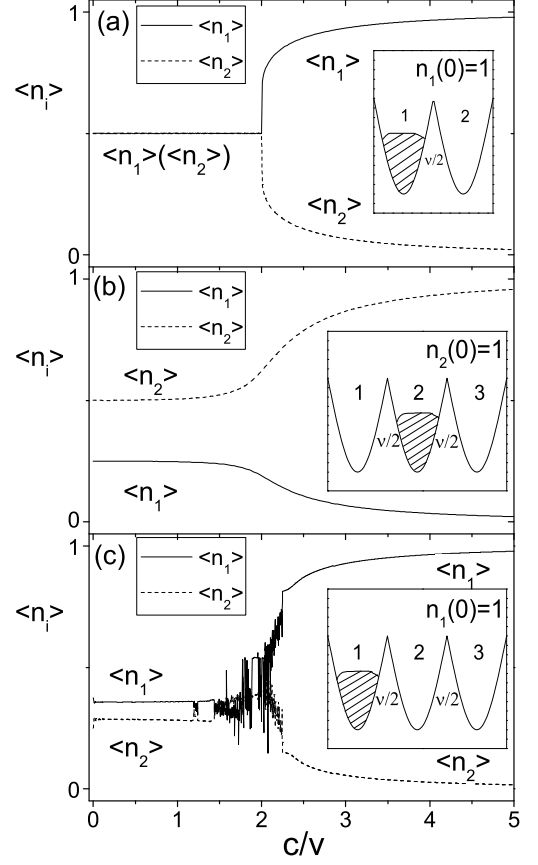 1
(a)
<n₁>
<n₂>
<nᵢ>
<n₁>
n₁(0)=1
1
2
ν/2
<n₁>(<n₂>)
<n₂>
0
1
(b)
<n₁>
<n₂>
<nᵢ>
<n₂>
n₂(0)=1
1
2
3
ν/2
ν/2
<n₁>
0
1
(c)
<n₁>
<n₂>
<nᵢ>
<n₁>
n₁(0)=1
1
2
3
<n₁>
ν/2
ν/2
<n₂>
<n₂>
0
0
1
2
3
4
5
c/v